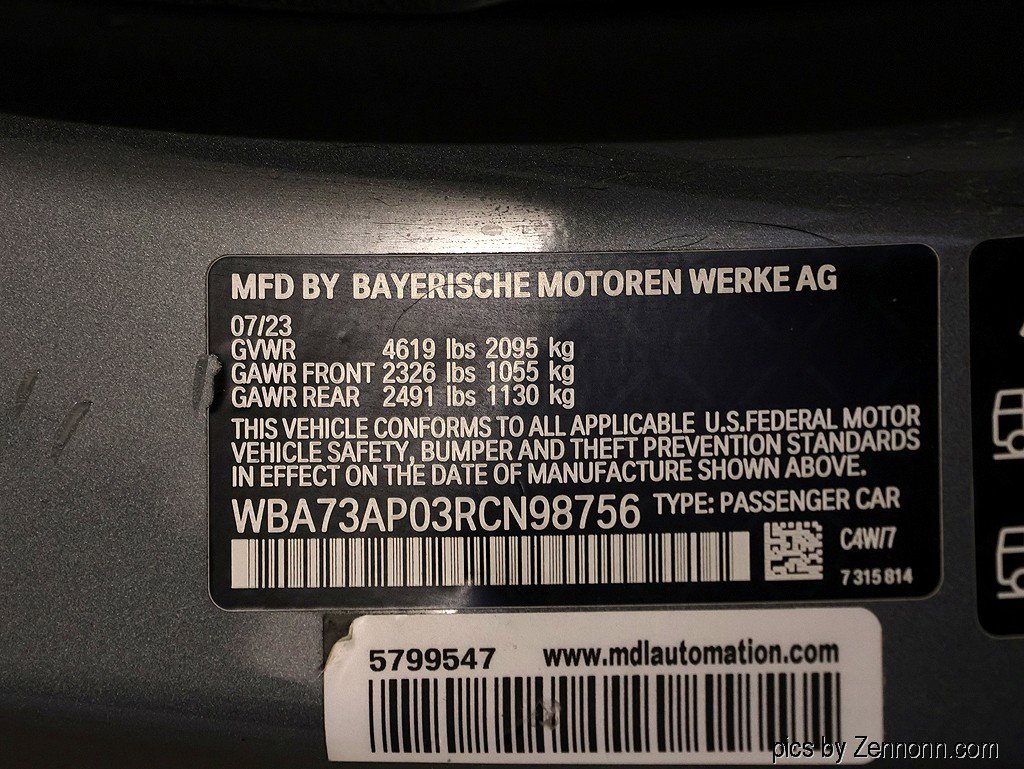 MFD BY BAYERISCHE MOTOREN WERKE AG
07/23
GVWR 4619 lbs 2095 kg
GAWR FRONT 2326 lbs 1055 kg
GAWR REAR 2491 lbs 1130 kg
THIS VEHICLE CONFORMS TO ALL APPLICABLE U.S.FEDERAL MOTOR
VEHICLE SAFETY, BUMPER AND THEFT PREVENTION STANDARDS
IN EFFECT ON THE DATE OF MANUFACTURE SHOWN ABOVE.
WBA73AP03RCN98756 TYPE: PASSENGER CAR
C4W/7
7 315 814
5799547 www.mdlautomation.com
pics by Zennonn.com